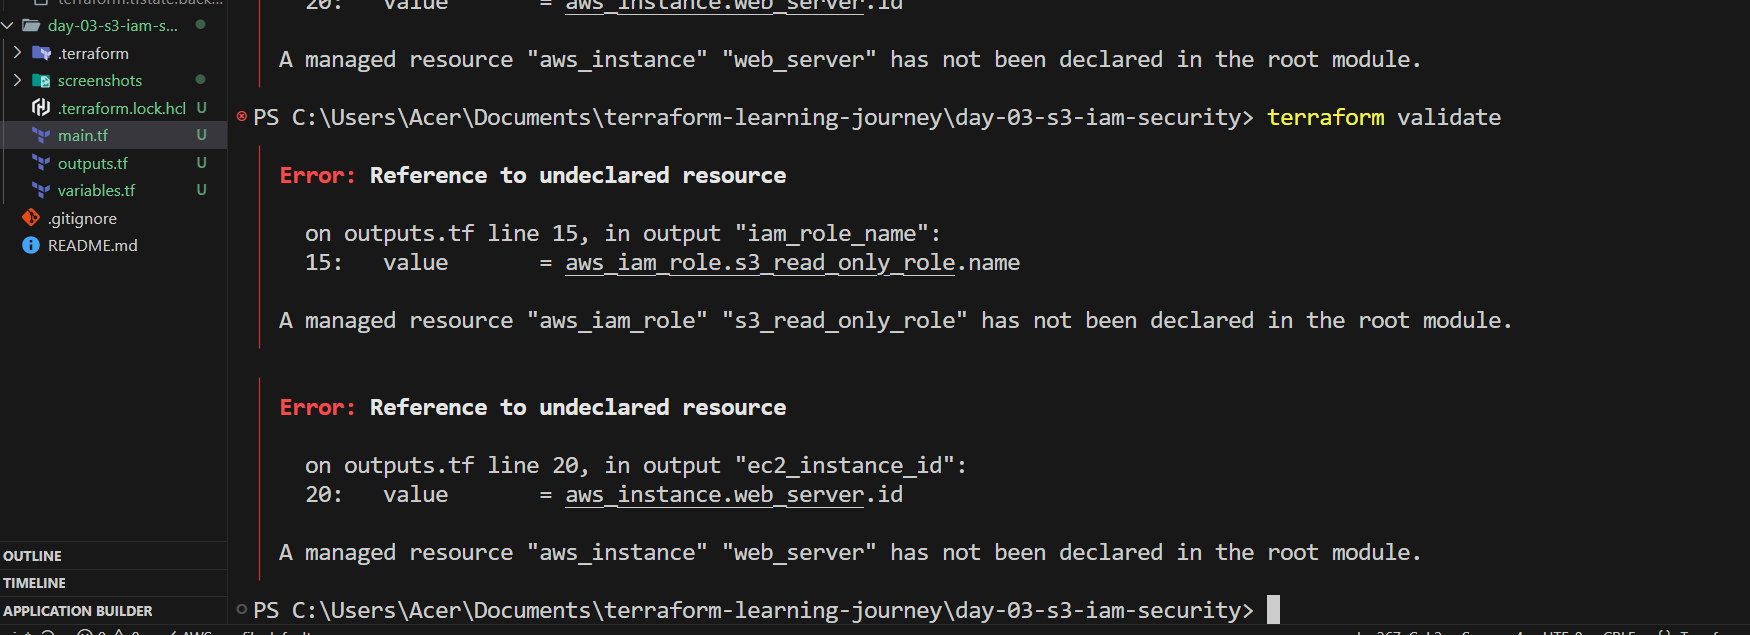 terraform.tfstate.back...
day-03-s3-iam-s...
.terraform
screenshots
.terraform.lock.hcl U
main.tf U
outputs.tf U
variables.tf U
.gitignore
README.md
OUTLINE
TIMELINE
APPLICATION BUILDER
20: value = aws_instance.web_server.id
A managed resource "aws_instance" "web_server" has not been declared in the root module.
PS C:\Users\Acer\Documents\terraform-learning-journey\day-03-s3-iam-security> terraform validate
Error: Reference to undeclared resource
on outputs.tf line 15, in output "iam_role_name":
15: value = aws_iam_role.s3_read_only_role.name
A managed resource "aws_iam_role" "s3_read_only_role" has not been declared in the root module.
Error: Reference to undeclared resource
on outputs.tf line 20, in output "ec2_instance_id":
20: value = aws_instance.web_server.id
A managed resource "aws_instance" "web_server" has not been declared in the root module.
PS C:\Users\Acer\Documents\terraform-learning-journey\day-03-s3-iam-security>